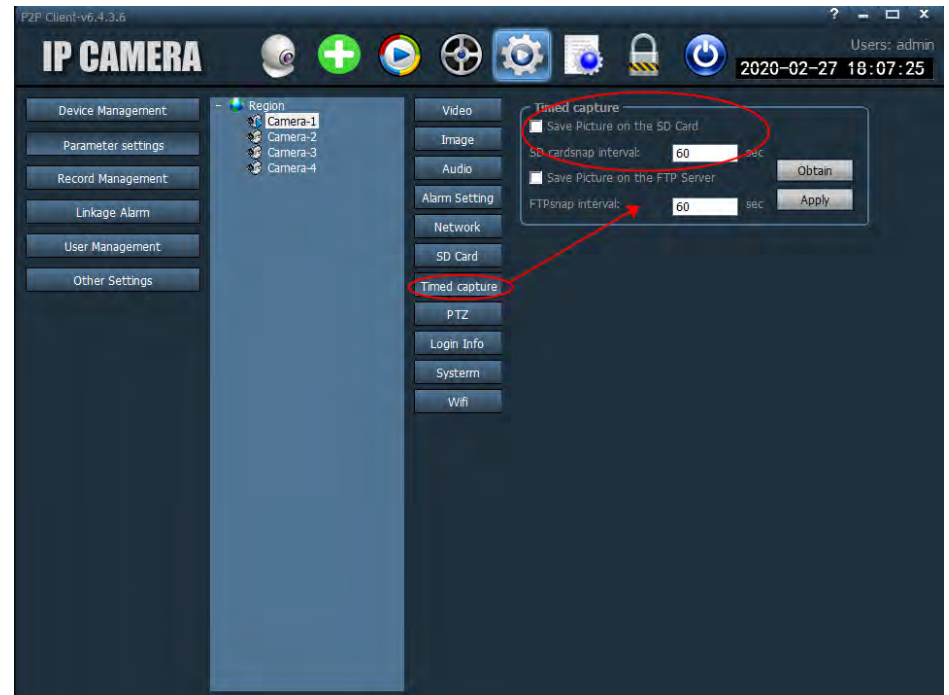 P2P Client-v6.4.3.6
IP CAMERA
Users: admin
2020-02-27 18:07:25
Device Management
Parameter settings
Record Management
Linkage Alarm
User Management
Other Settings
Region
Camera-1
Camera-2
Camera-3
Camera-4
Video
Image
Audio
Alarm Setting
Network
SD Card
Timed capture
PTZ
Login Info
Systerm
Wifi
Timed capture
Save Picture on the SD Card
SD cardsnap interval: 60 sec
Save Picture on the FTP Server
FTPsnap interval: 60 sec
Obtain
Apply